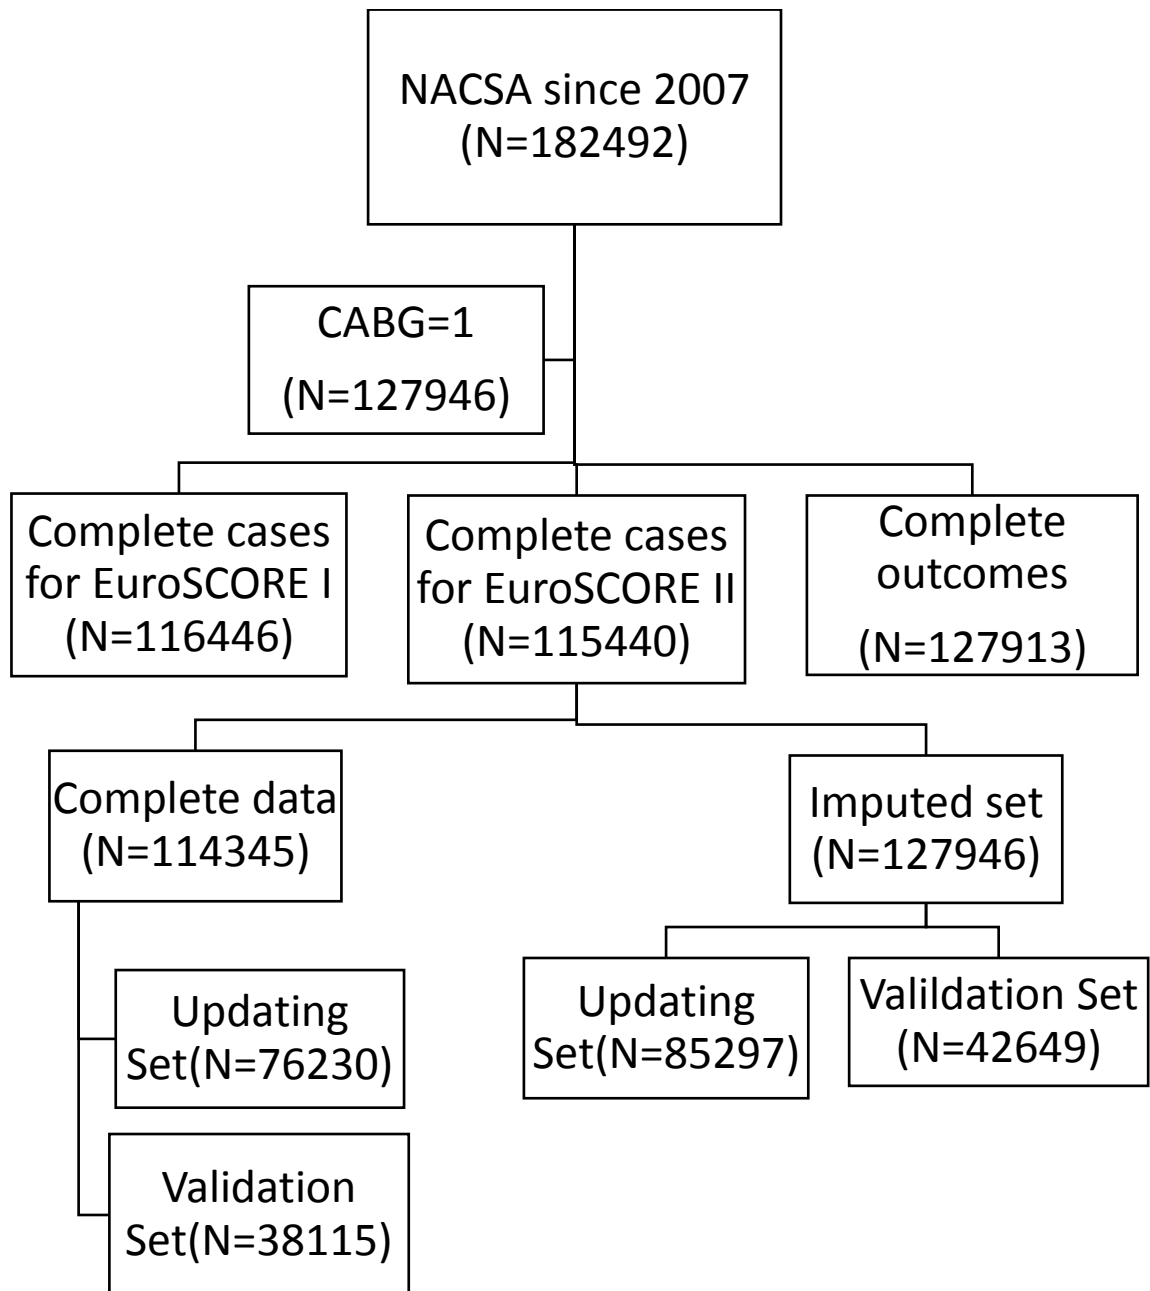 NACSA since 2007
(N=182492)
CABG=1
(N=127946)
Complete cases
for EuroSCORE I
(N=116446)
Complete cases
for EuroSCORE II
(N=115440)
Complete
outcomes
(N=127913)
Complete data
(N=114345)
Imputed set
(N=127946)
Updating
Set(N=76230)
Validation
Set(N=38115)
Updating
Set(N=85297)
Valildation Set
(N=42649)